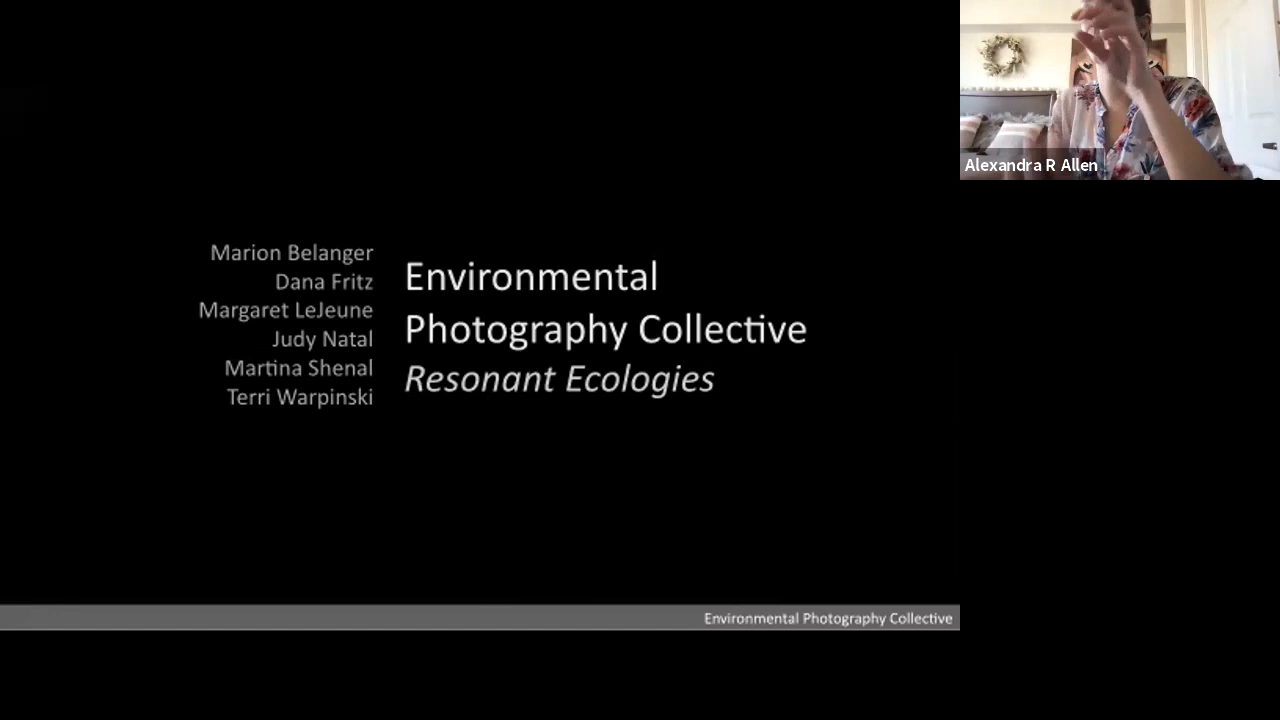 Alexandra R Allen
Marion Belanger
Dana Fritz
Margaret LeJeune
Judy Natal
Martina Shenal
Terri Warpinski
Environmental
Photography Collective
Resonant Ecologies
Environmental Photography Collective